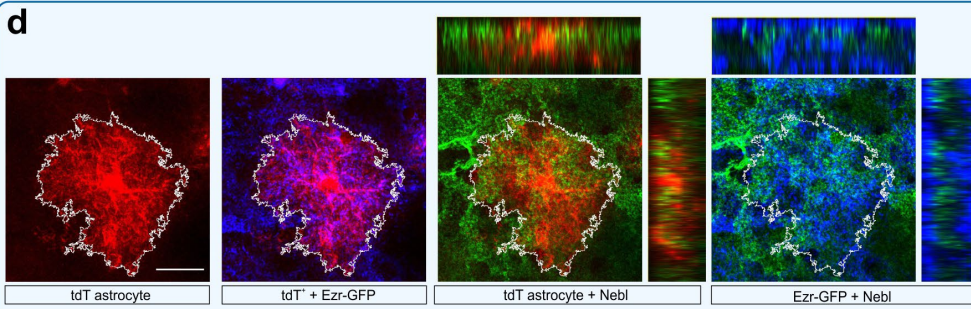 d
tdT astrocyte
tdT⁺ + Ezr-GFP
tdT astrocyte + Nebl
Ezr-GFP + Nebl